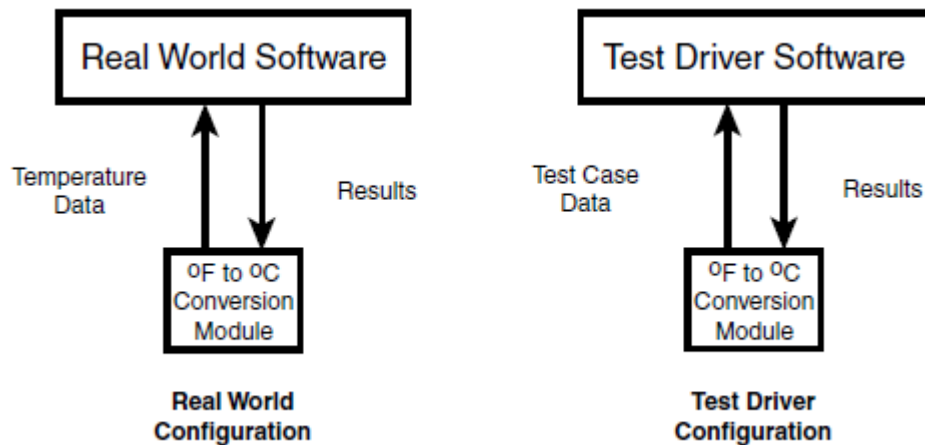 Real World Software
Temperature
Data
Results
ºF to ºC
Conversion
Module
Real World
Configuration
Test Driver Software
Test Case
Data
Results
ºF to ºC
Conversion
Module
Test Driver
Configuration